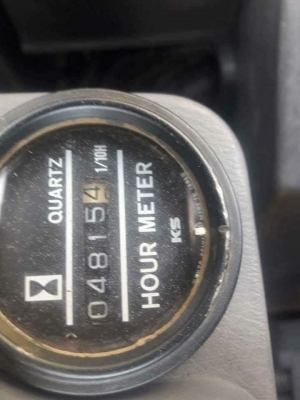 QUARTZ
048154 1/10H
HOUR METER
KS